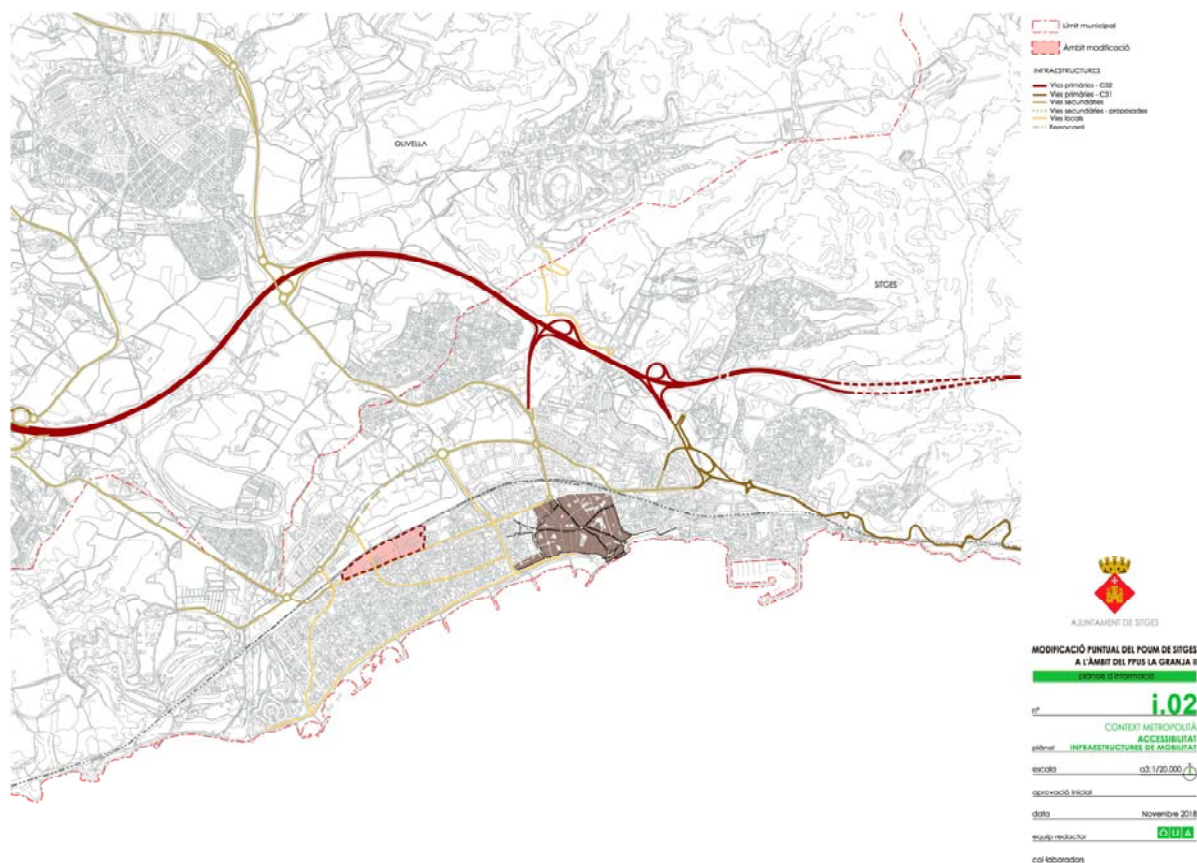 Límit municipal
Àmbit modificació
INFRAESTRUCTURES
Vies primàries - C32
Vies primàries - C31
Vies secundàries
Vies secundàries - proposades
Vies locals
Ferrocarril
OLIVELLA
SITGES
AJUNTAMENT DE SITGES
MODIFICACIÓ PUNTUAL DEL POUM DE SITGES
A L'ÀMBIT DEL PPUS LA GRANJA II
plànols d'informació
nº i.02
CONTEXT METROPOLITÀ
ACCESSIBILITAT
plànol INFRAESTRUCTURES DE MOBILITAT
escala a3:1/20.000
aprovació inicial
data Novembre 2018
equip redactor OUA
col·laboradors